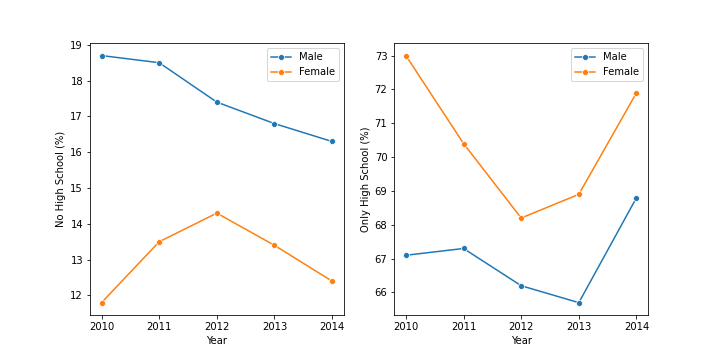 19
18
17
16
15
14
13
12
No High School (%)
2010 2011 2012 2013 2014
Year
Male
Female
73
72
71
70
69
68
67
66
Only High School (%)
2010 2011 2012 2013 2014
Year
Male
Female